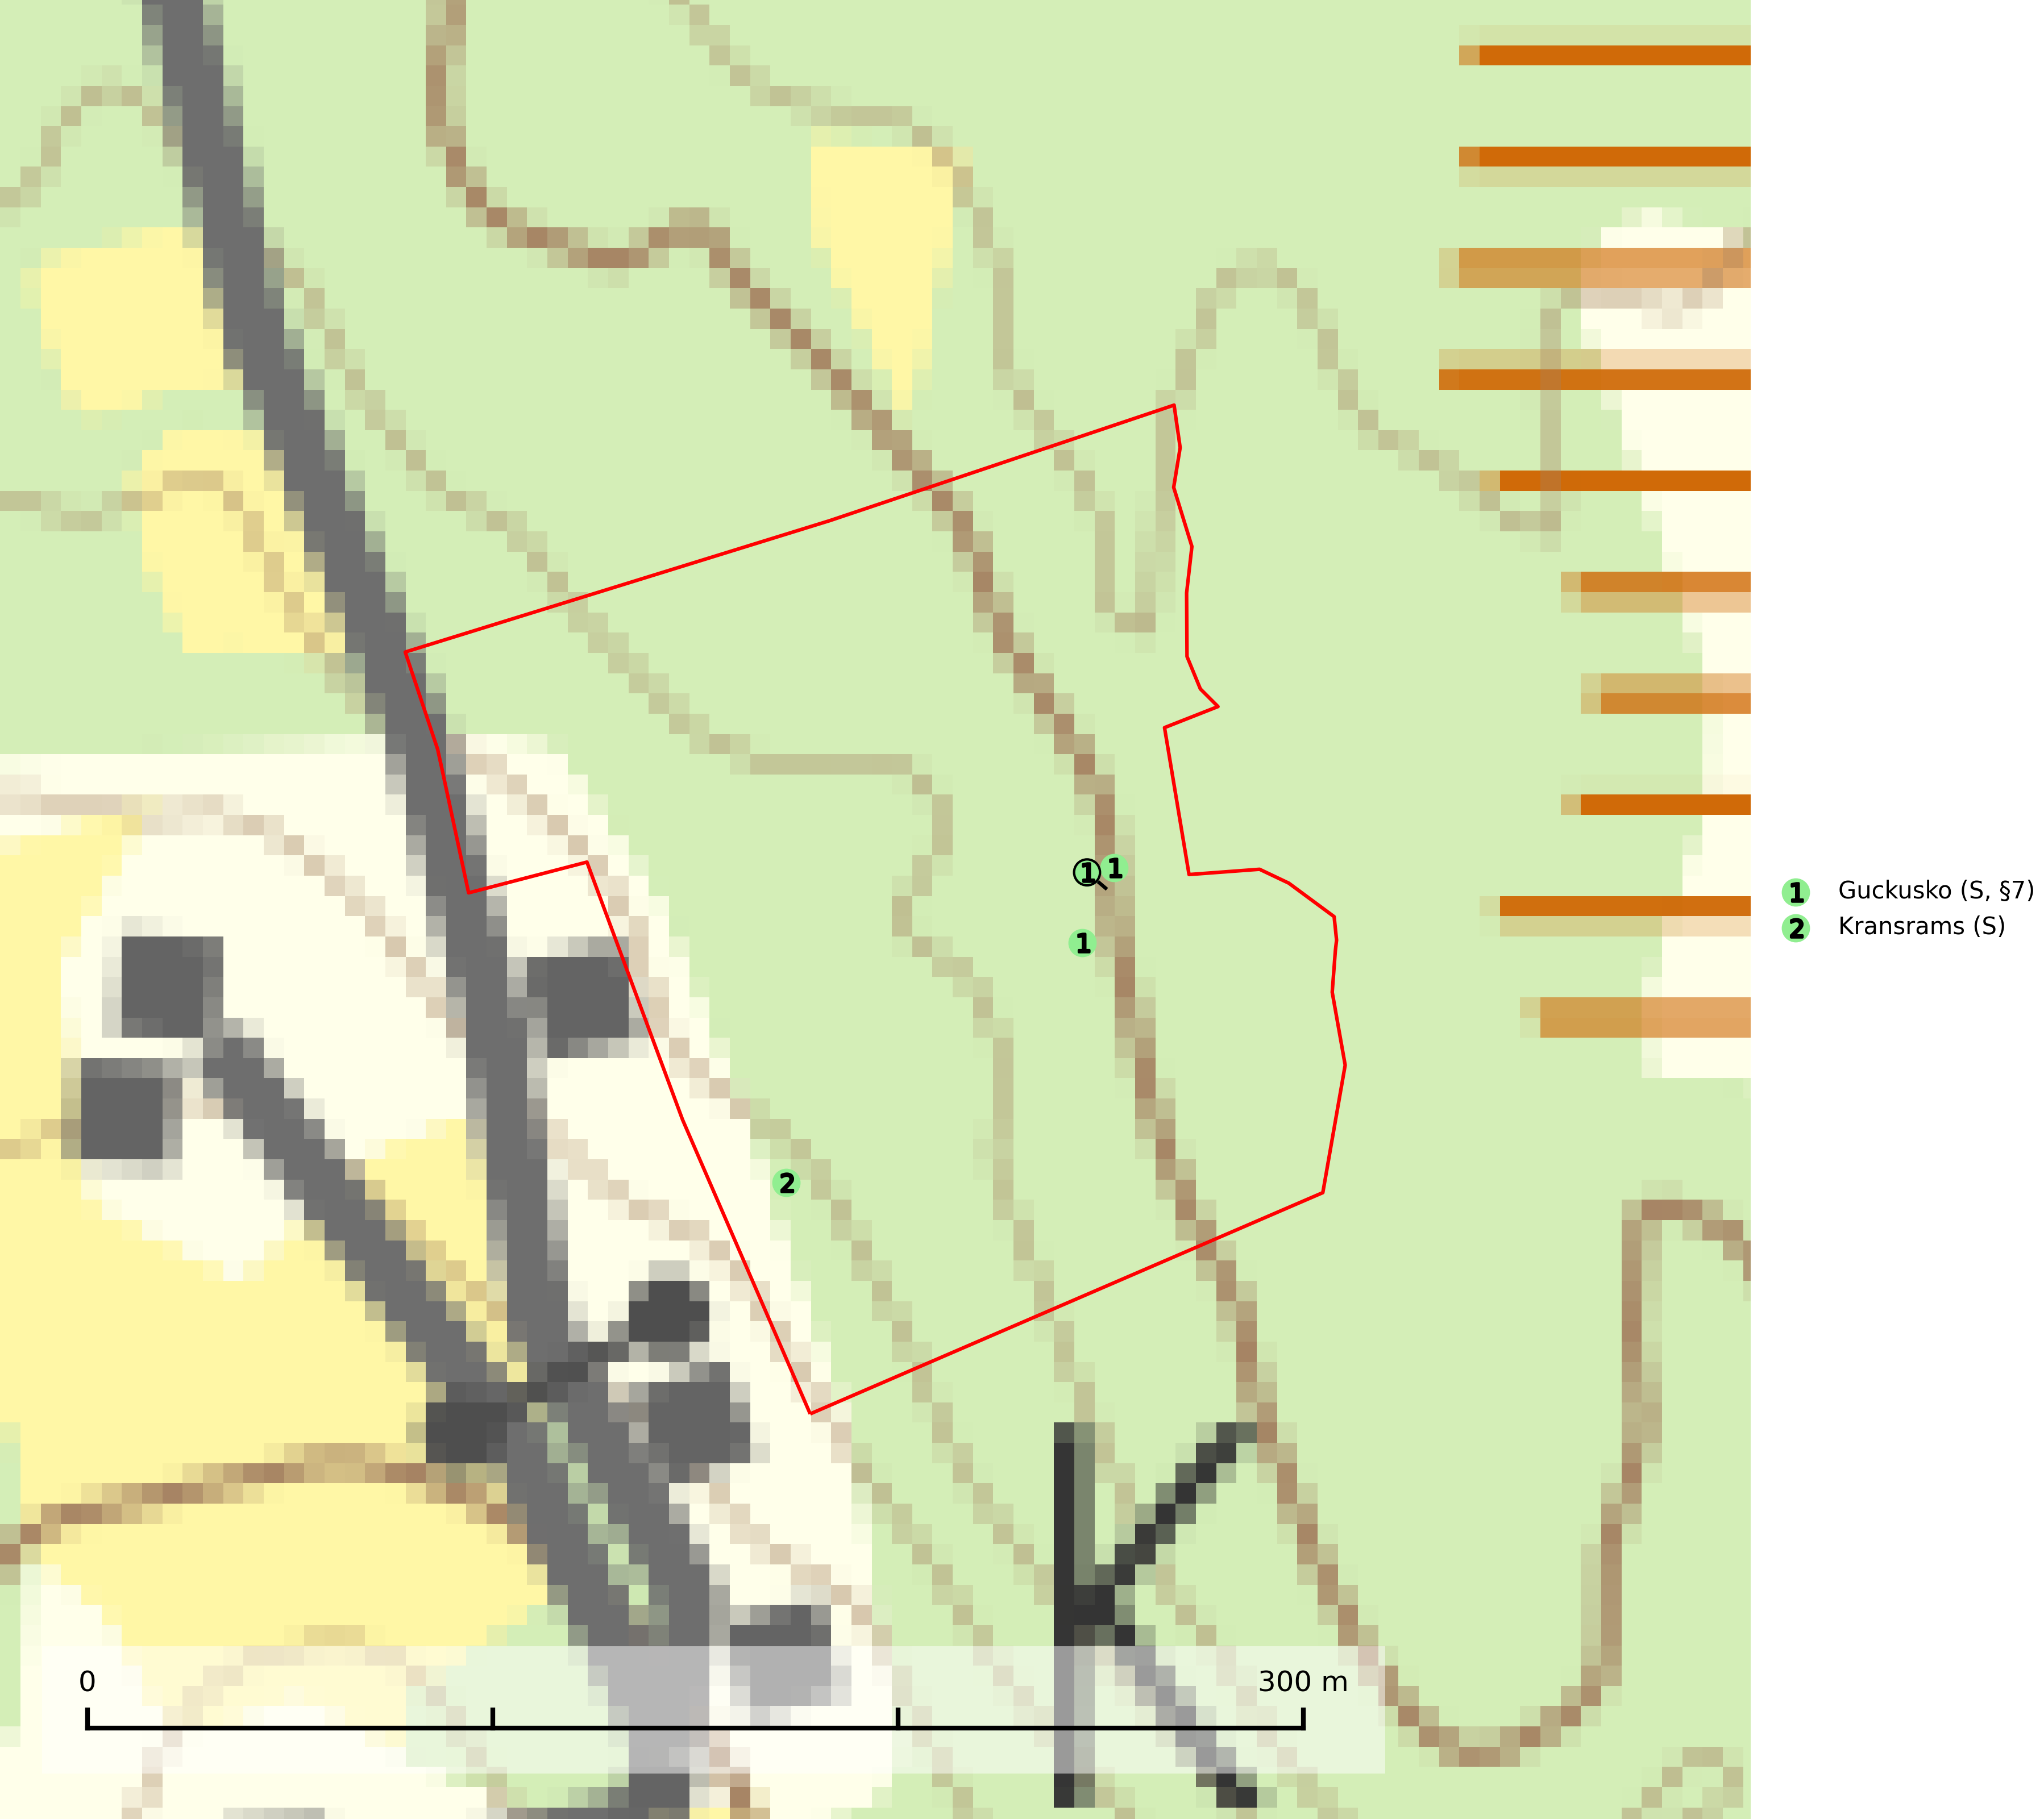 1 1
1
2
1 Guckusko (S, §7)
2 Kransrams (S)
0 300 m